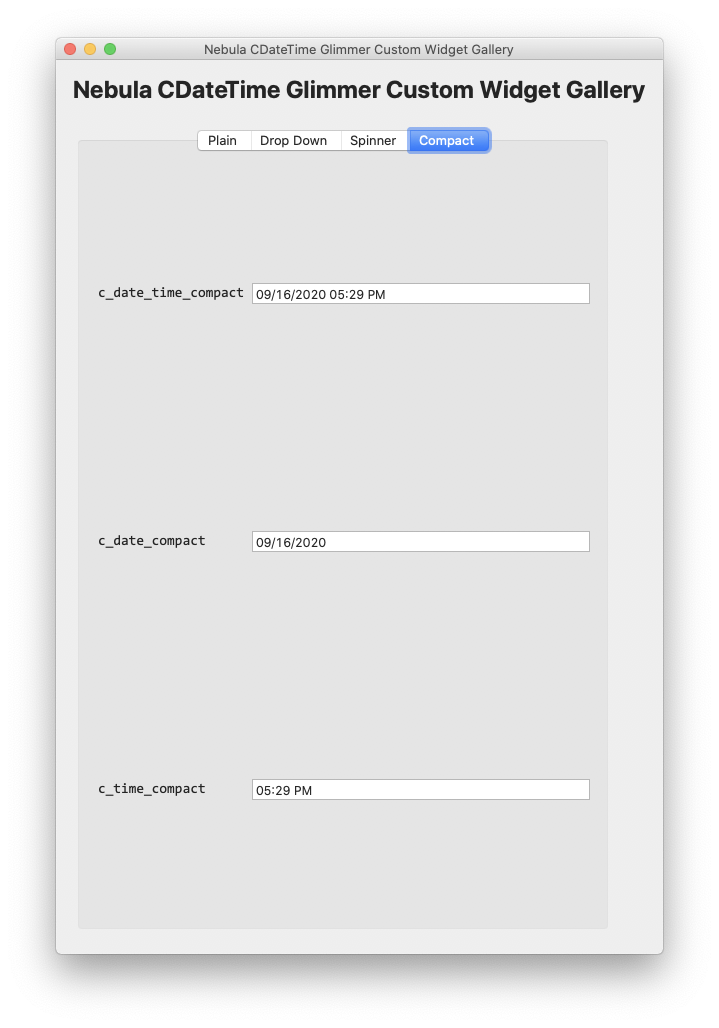 Nebula CDateTime Glimmer Custom Widget Gallery
Nebula CDateTime Glimmer Custom Widget Gallery
Plain Drop Down Spinner Compact
c_date_time_compact 09/16/2020 05:29 PM
c_date_compact 09/16/2020
c_time_compact 05:29 PM